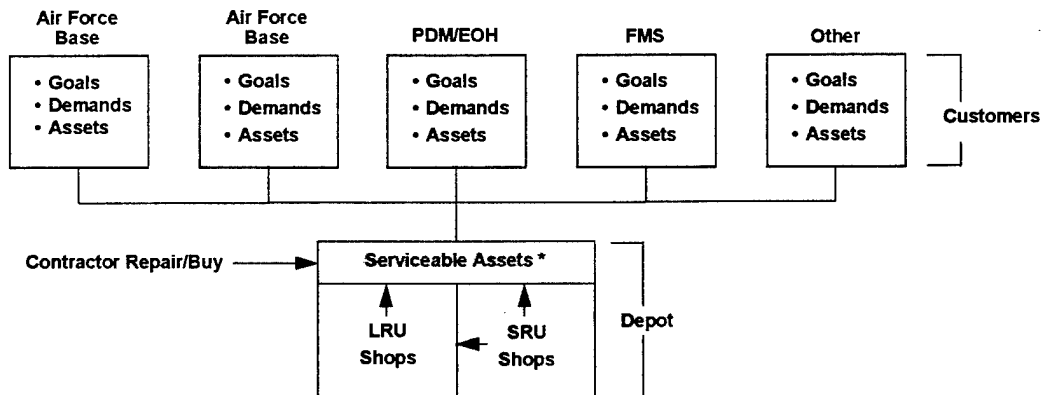 Air Force
Base
Air Force
Base
PDM/EOH
FMS
Other
• Goals
• Demands
• Assets
• Goals
• Demands
• Assets
• Goals
• Demands
• Assets
• Goals
• Demands
• Assets
• Goals
• Demands
• Assets
Customers
Contractor Repair/Buy
Serviceable Assets *
LRU
Shops
SRU
Shops
Depot